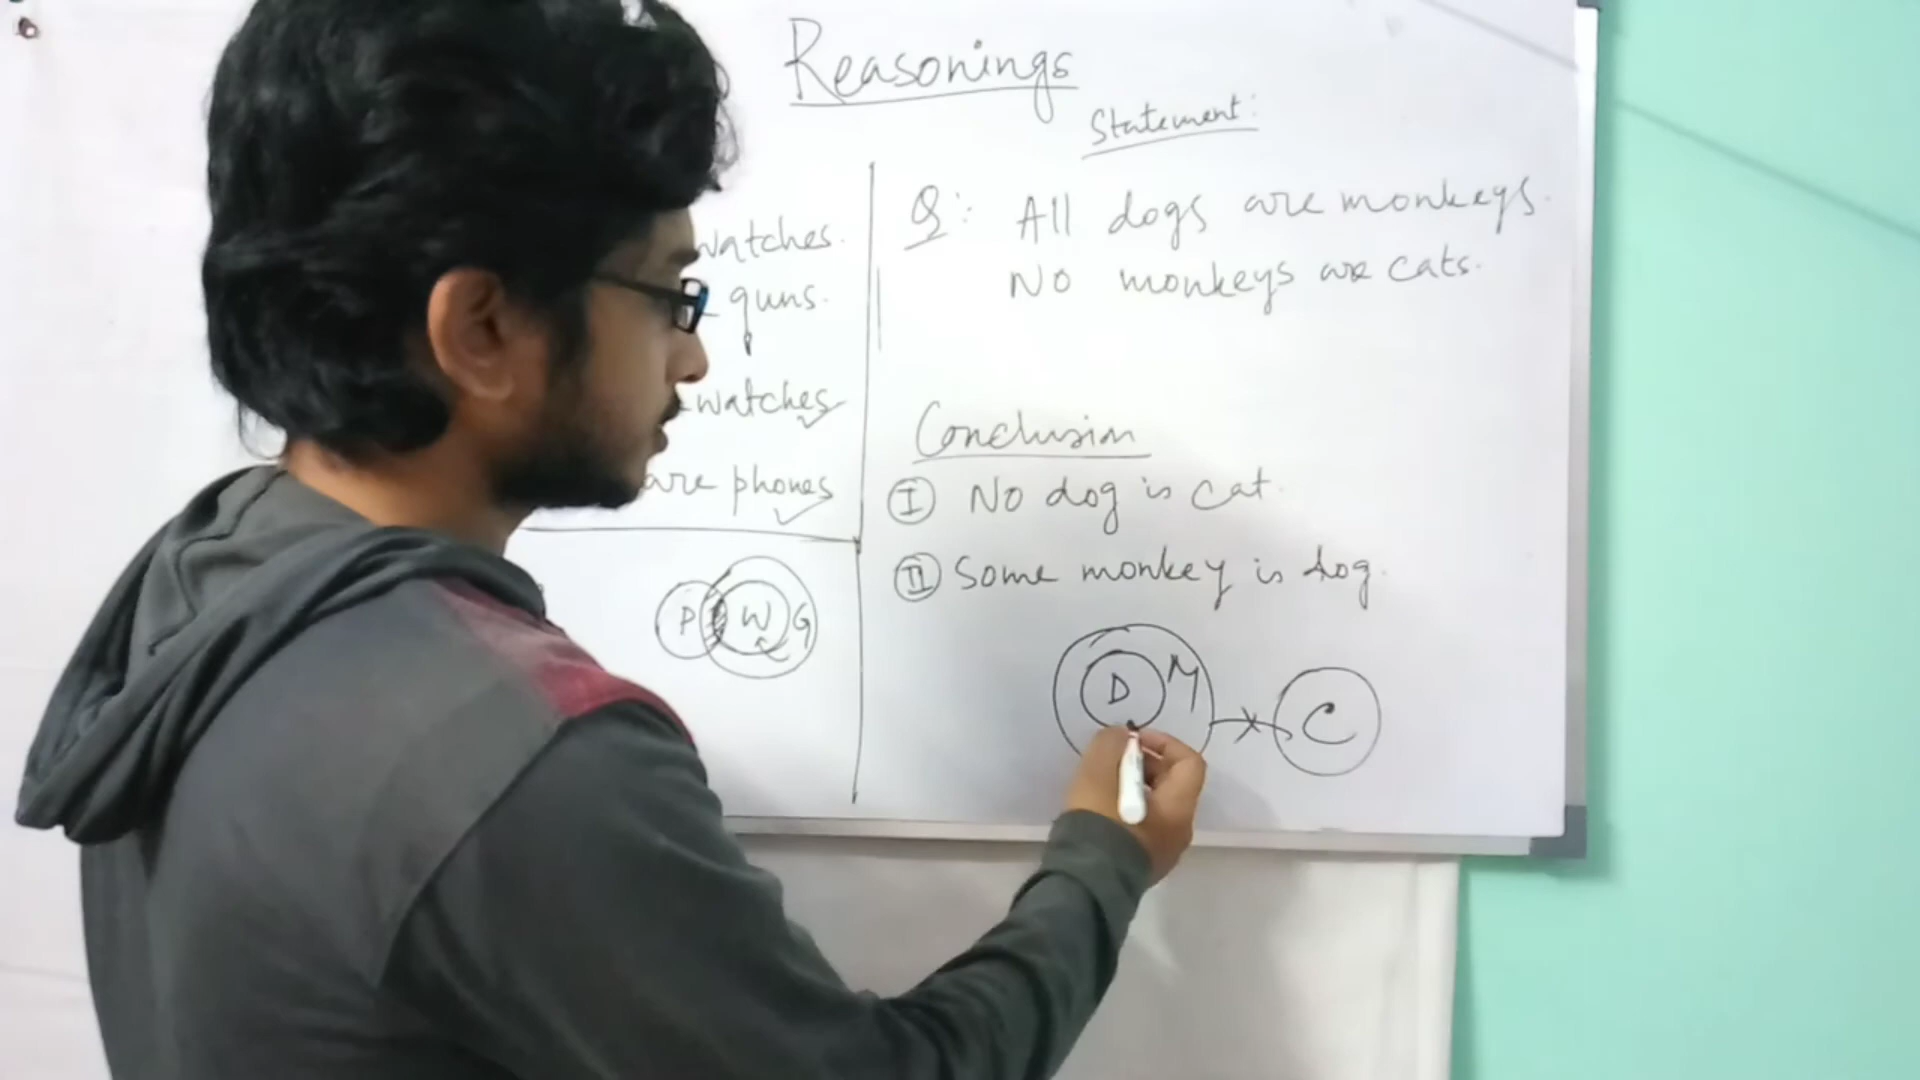 Reasonings
Statement:
watches.
guns.
watches
are phones
P W G
Q: All dogs are monkeys.
No monkeys are cats.
Conclusion
I No dog is cat.
II Some monkey is dog.
D M C